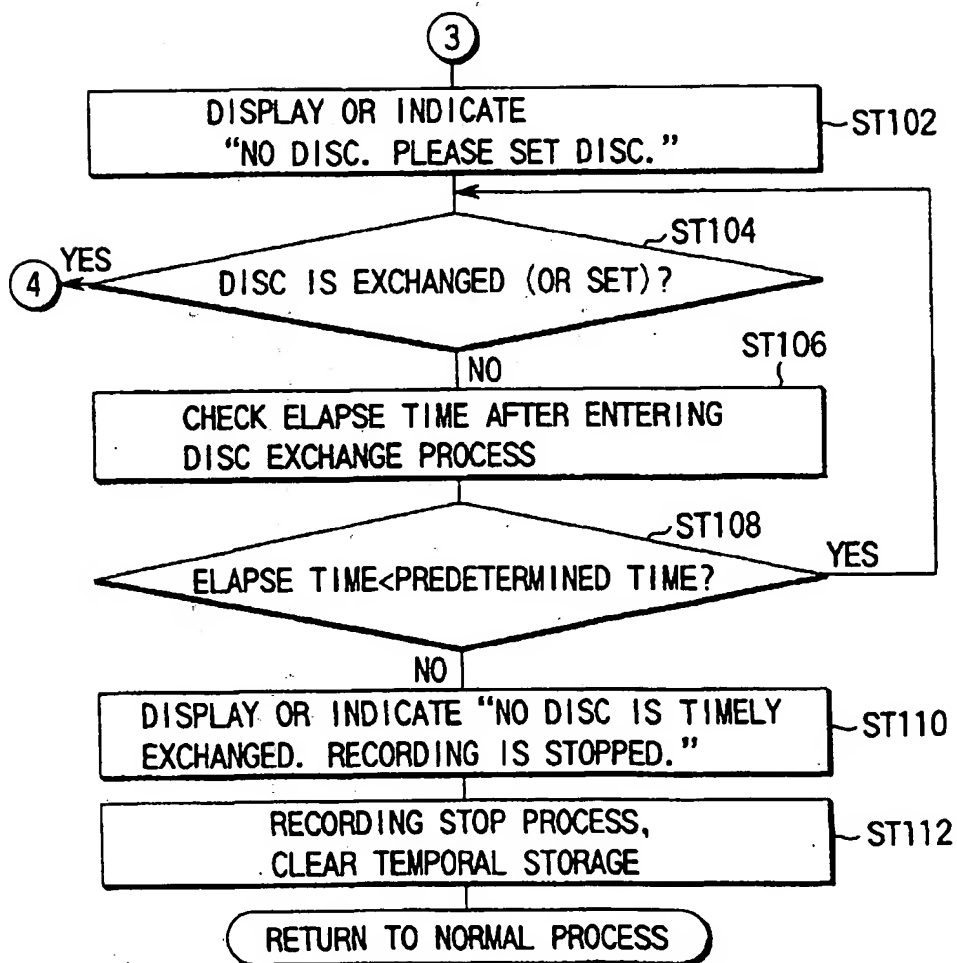 3
DISPLAY OR INDICATE
“NO DISC. PLEASE SET DISC.”
ST102
ST104
YES
4
DISC IS EXCHANGED (OR SET)?
ST106
NO
CHECK ELAPSE TIME AFTER ENTERING
DISC EXCHANGE PROCESS
ST108
YES
ELAPSE TIME<PREDETERMINED TIME?
NO
DISPLAY OR INDICATE “NO DISC IS TIMELY
EXCHANGED. RECORDING IS STOPPED.”
ST110
RECORDING STOP PROCESS,
CLEAR TEMPORAL STORAGE
ST112
RETURN TO NORMAL PROCESS